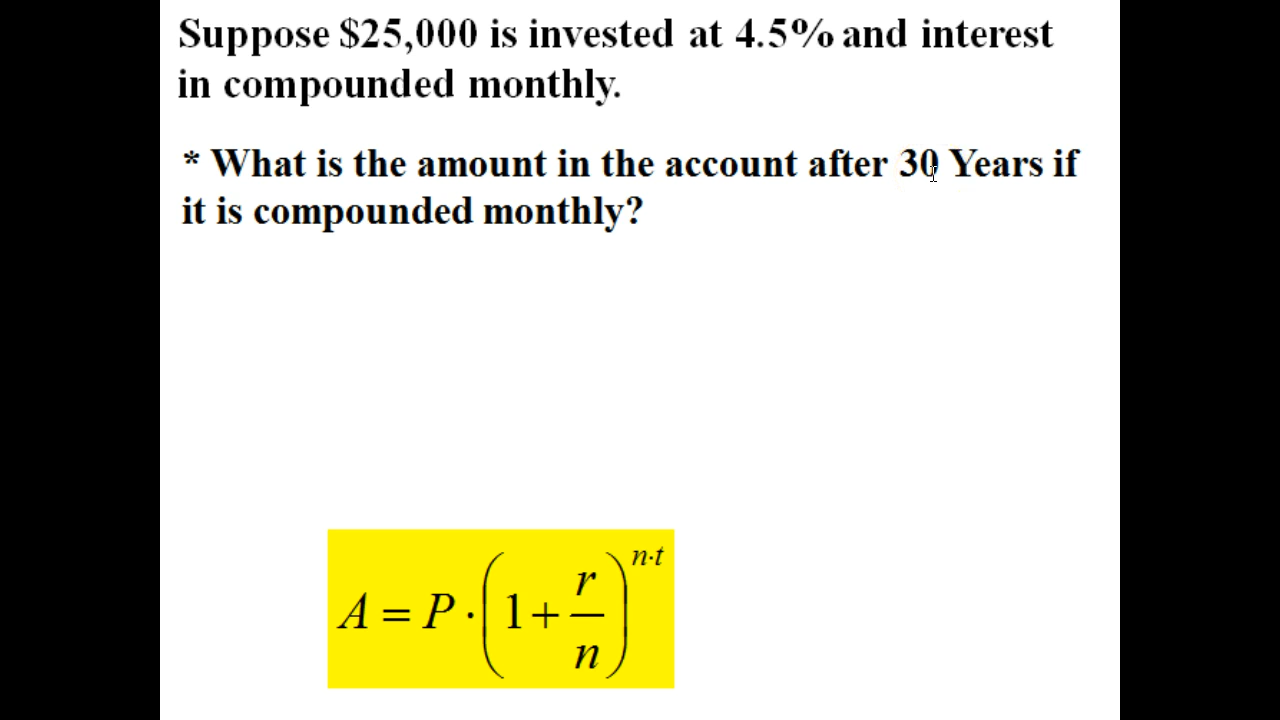 Suppose $25,000 is invested at 4.5% and interest
in compounded monthly.
* What is the amount in the account after 30 Years if
it is compounded monthly?
A = P · (1 + r/n)^{n·t}